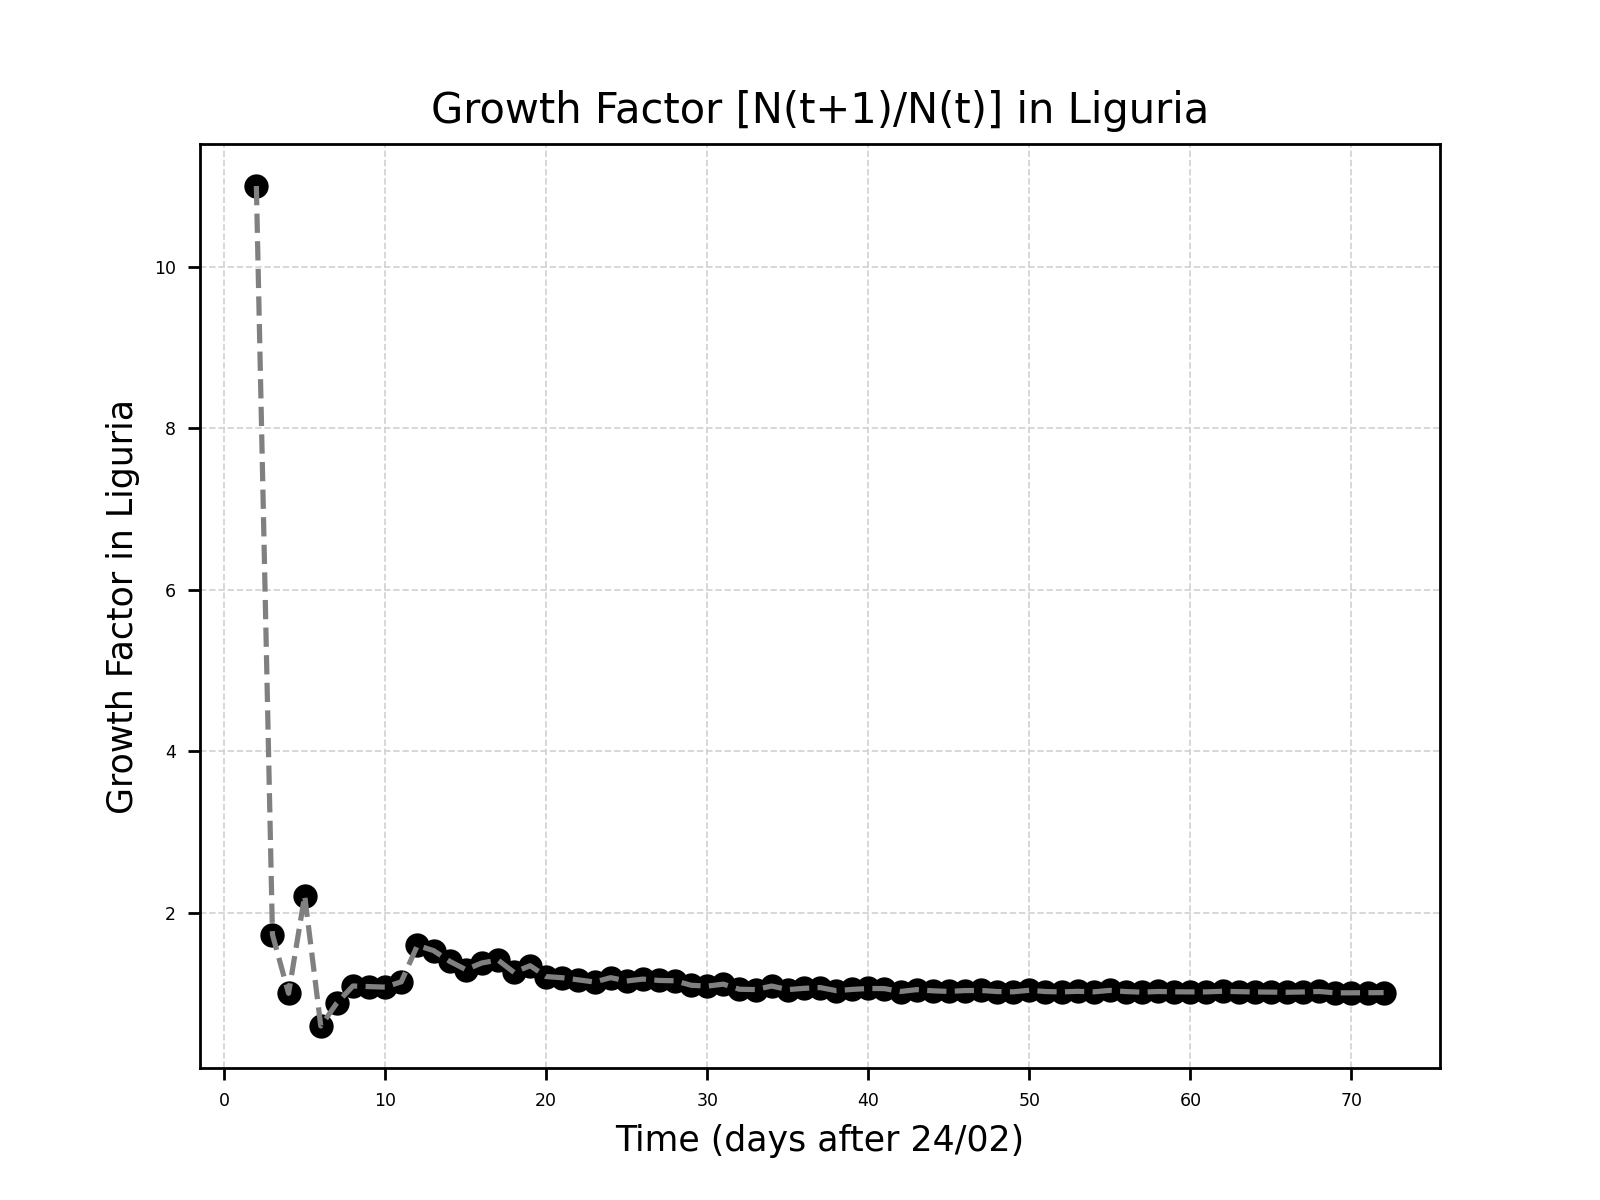 Growth Factor [N(t+1)/N(t)] in Liguria
Growth Factor in Liguria
10
8
6
4
2
0 10 20 30 40 50 60 70
Time (days after 24/02)